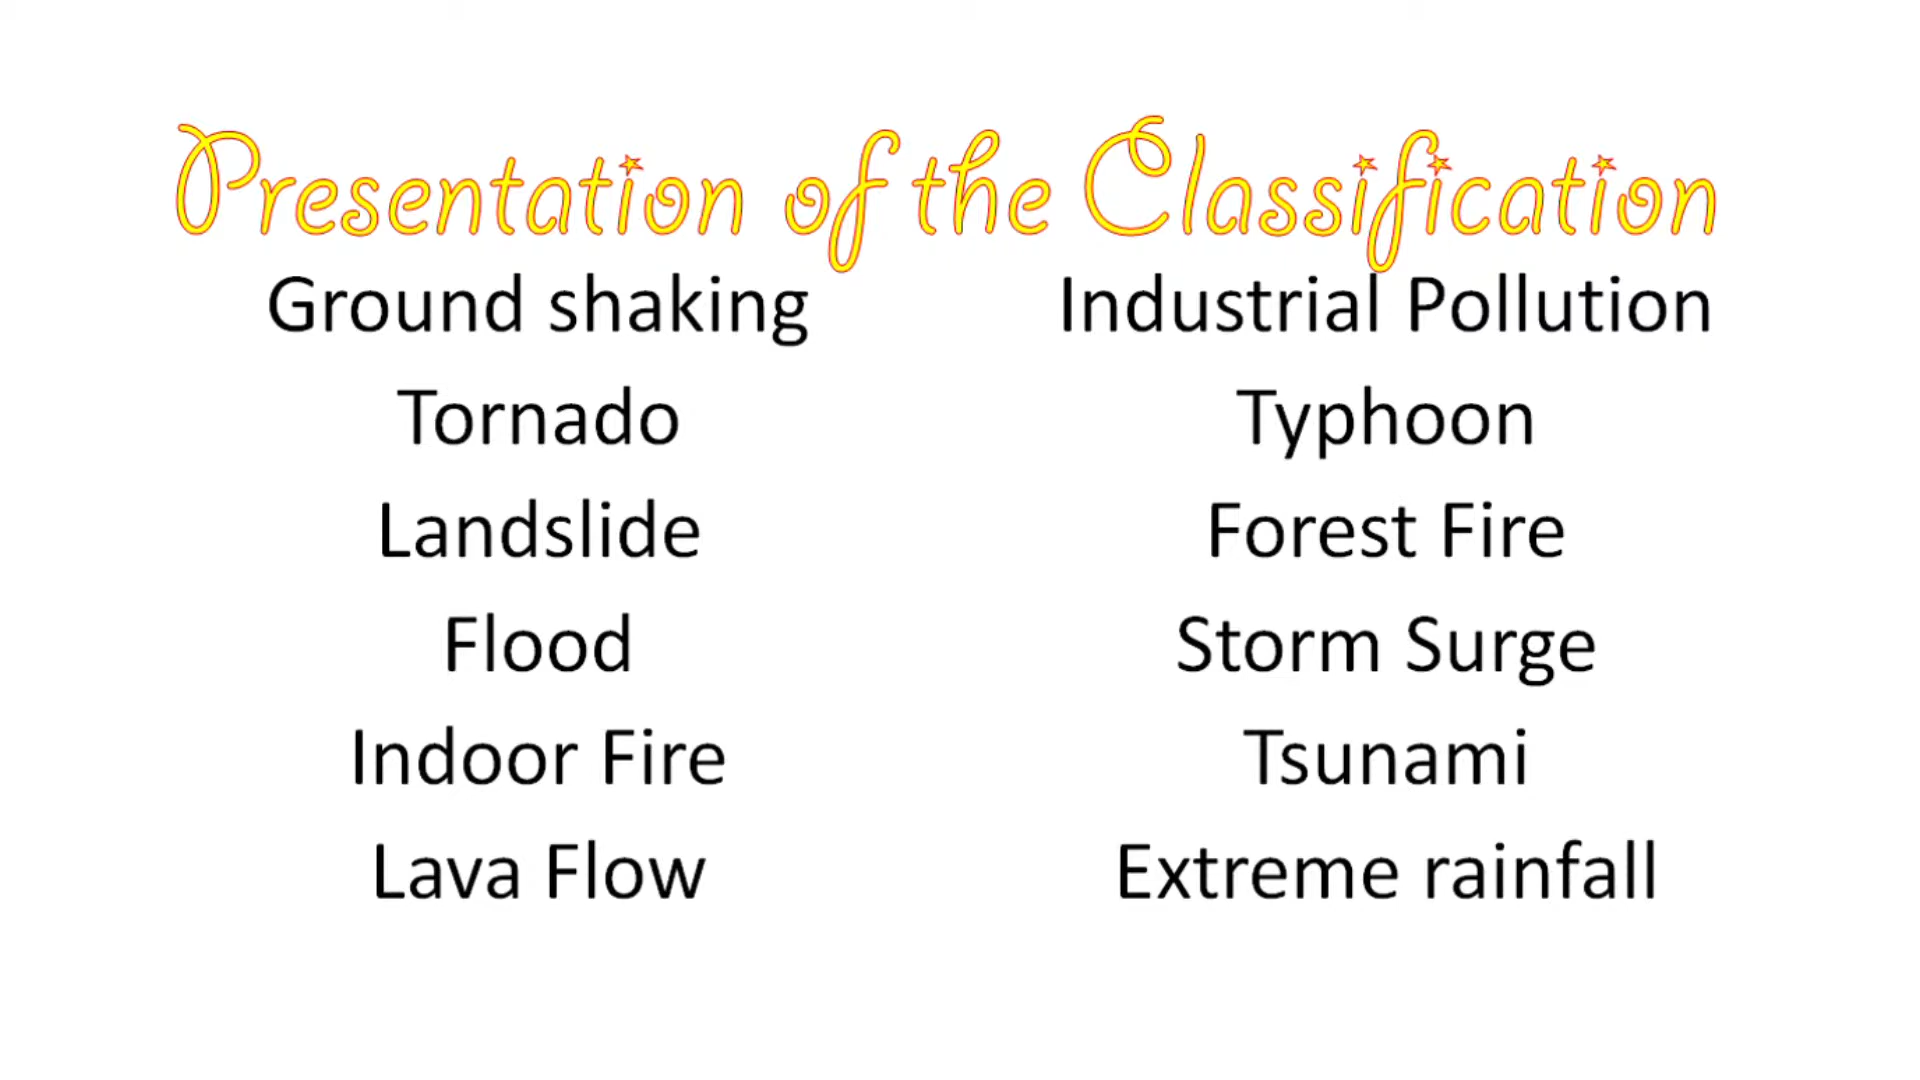 Presentation of the Classification
Ground shaking
Tornado
Landslide
Flood
Indoor Fire
Lava Flow
Industrial Pollution
Typhoon
Forest Fire
Storm Surge
Tsunami
Extreme rainfall